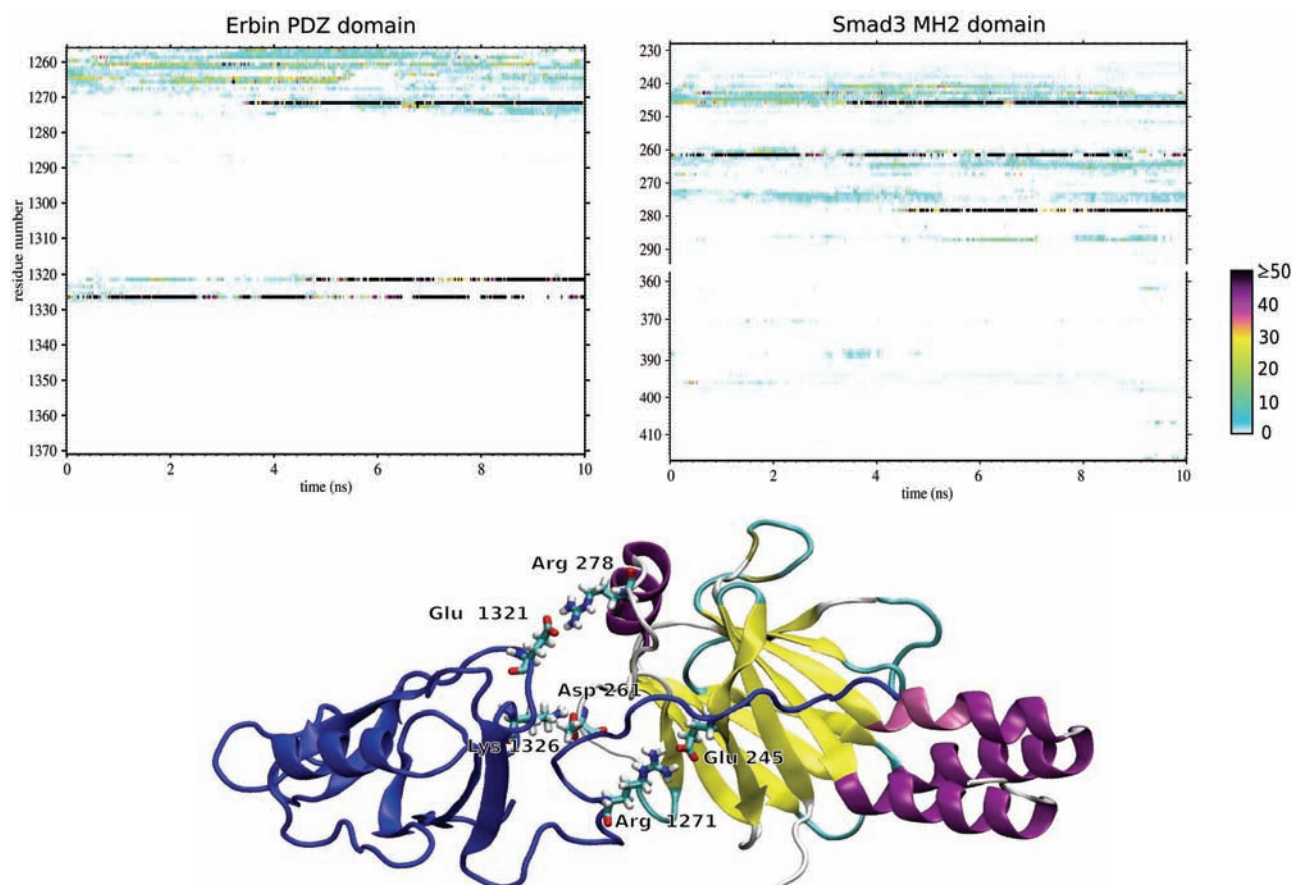 Erbin PDZ domain
Smad3 MH2 domain
residue number
1260
1270
1280
1290
1300
1310
1320
1330
1340
1350
1360
1370
0 2 4 6 8 10
time (ns)
230
240
250
260
270
280
290
360
370
390
400
410
0 2 4 6 8 10
time (ns)
≥50
40
30
20
10
0
Arg 278
Glu 1321
Asp 261
Lys 1326
Glu 245
Arg 1271